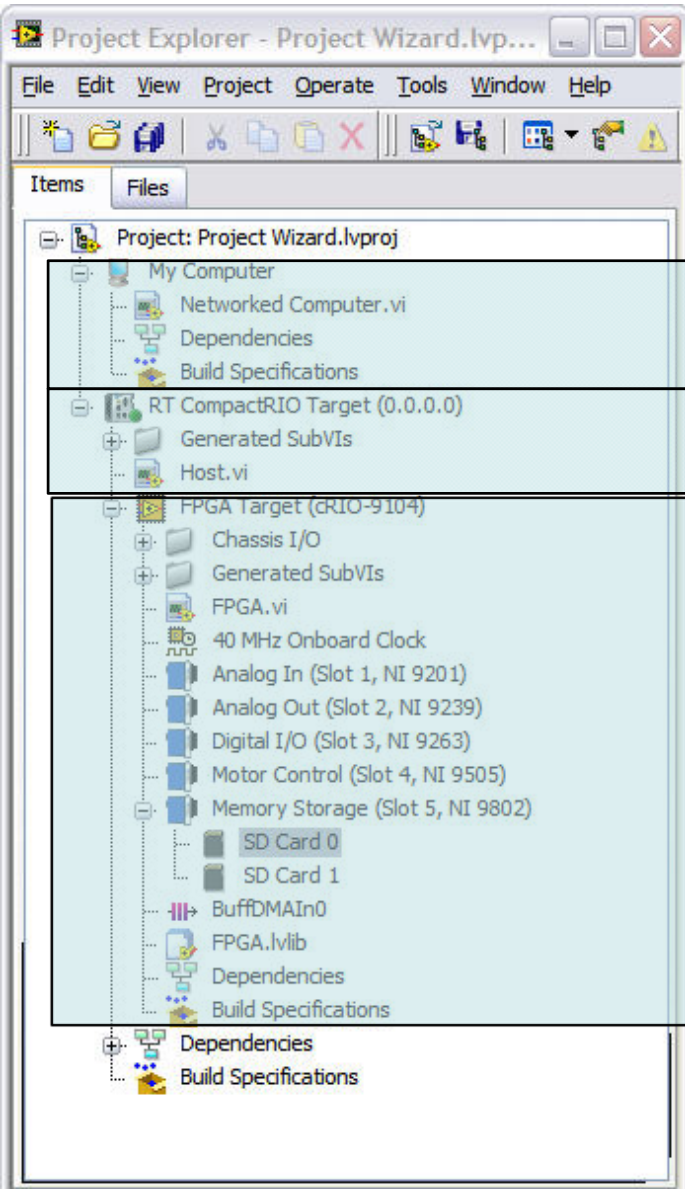 Project Explorer - Project Wizard.lvp...
File Edit View Project Operate Tools Window Help
Items Files
Project: Project Wizard.lvproj
My Computer
Networked Computer.vi
Dependencies
Build Specifications
RT CompactRIO Target (0.0.0.0)
Generated SubVIs
Host.vi
FPGA Target (cRIO-9104)
Chassis I/O
Generated SubVIs
FPGA.vi
40 MHz Onboard Clock
Analog In (Slot 1, NI 9201)
Analog Out (Slot 2, NI 9239)
Digital I/O (Slot 3, NI 9263)
Motor Control (Slot 4, NI 9505)
Memory Storage (Slot 5, NI 9802)
SD Card 0
SD Card 1
BuffDMAIn0
FPGA.lvlib
Dependencies
Build Specifications
Dependencies
Build Specifications